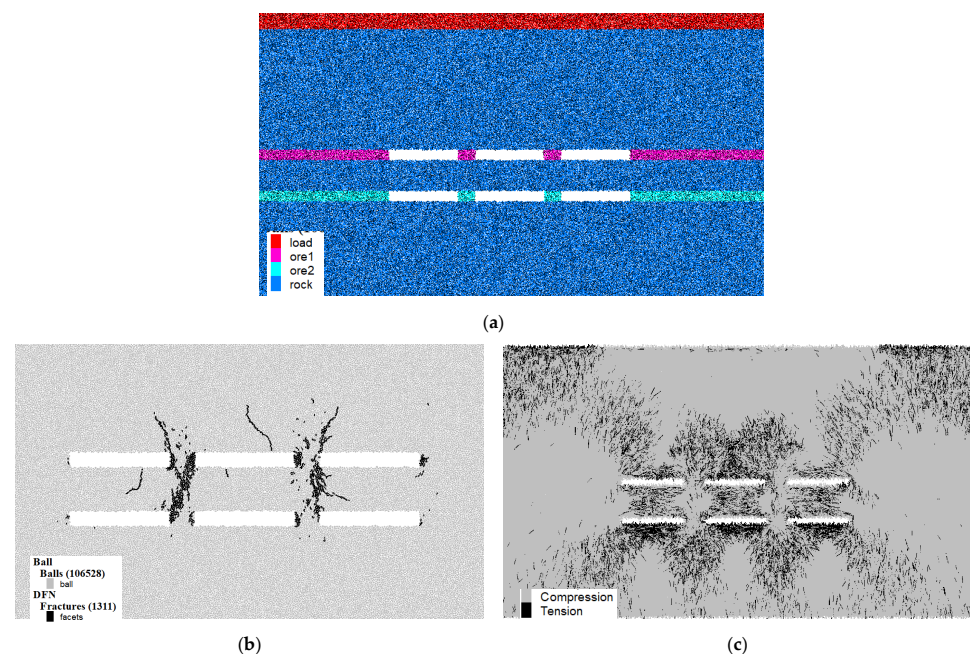 load
ore1
ore2
rock
(a)
Ball
Balls (106528)
ball
DFN
Fractures (1311)
facets
(b)
Compression
Tension
(c)